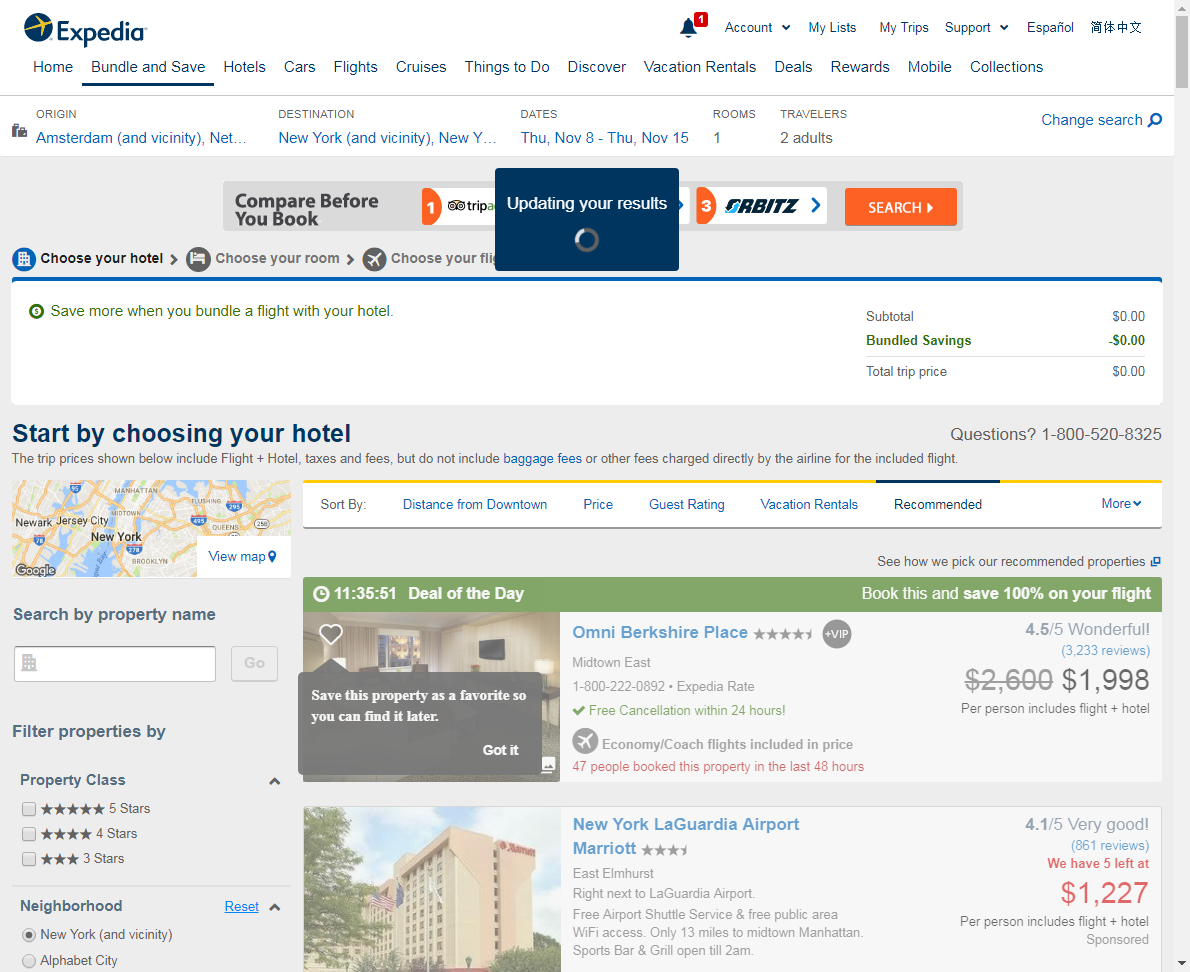 Expedia
1
Account
My Lists
My Trips
Support
Español
简体中文
Home
Bundle and Save
Hotels
Cars
Flights
Cruises
Things to Do
Discover
Vacation Rentals
Deals
Rewards
Mobile
Collections
ORIGIN
DESTINATION
DATES
ROOMS
TRAVELERS
Amsterdam (and vicinity), Net...
New York (and vicinity), New Y...
Thu, Nov 8 - Thu, Nov 15
1
2 adults
Change search
Compare Before
You Book
1
tripa
Updating your results
3
ORBITZ
SEARCH
Choose your hotel
Choose your room
Choose your flig
Save more when you bundle a flight with your hotel.
Subtotal
$0.00
Bundled Savings
-$0.00
Total trip price
$0.00
Start by choosing your hotel
Questions? 1-800-520-8325
The trip prices shown below include Flight + Hotel, taxes and fees, but do not include baggage fees or other fees charged directly by the airline for the included flight.
MANHATTAN
95
FLUSHING
MIDTOWN
295
Newark
Jersey City
495
QUEENS
258
New York
78
278
BROOKLYN
Google
View map
Sort By:
Distance from Downtown
Price
Guest Rating
Vacation Rentals
Recommended
More
See how we pick our recommended properties
11:35:51 Deal of the Day
Book this and save 100% on your flight
Search by property name
Go
Save this property as a favorite so
you can find it later.
Got it
Omni Berkshire Place
+VIP
Midtown East
1-800-222-0892 • Expedia Rate
Free Cancellation within 24 hours!
Economy/Coach flights included in price
47 people booked this property in the last 48 hours
4.5/5 Wonderful!
(3,233 reviews)
$2,600 $1,998
Per person includes flight + hotel
Filter properties by
Property Class
5 Stars
4 Stars
3 Stars
Neighborhood
Reset
New York (and vicinity)
Alphabet City
Marriott
New York LaGuardia Airport
Marriott
East Elmhurst
Right next to LaGuardia Airport.
Free Airport Shuttle Service & free public area
WiFi access. Only 13 miles to midtown Manhattan.
Sports Bar & Grill open till 2am.
4.1/5 Very good!
(861 reviews)
We have 5 left at
$1,227
Per person includes flight + hotel
Sponsored